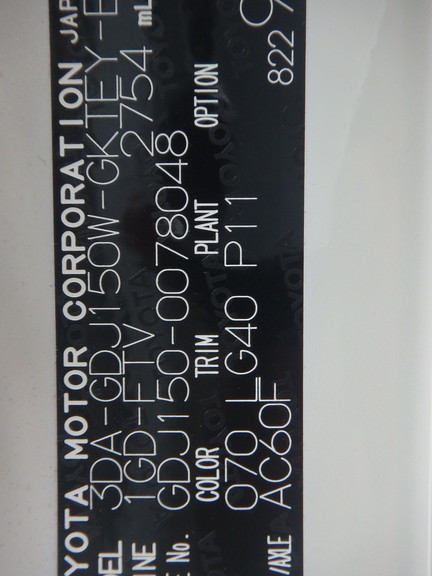 YOTA MOTOR CORPORATION JAP
DEL 3DA-GDJ150W-GKTEY-E
INE 1GD-FTV 2754 mL
E No. GDJ150-0078048
COLOR TRIM PLANT OPTION
070 LG40 P11
/AXLE AC60F 822